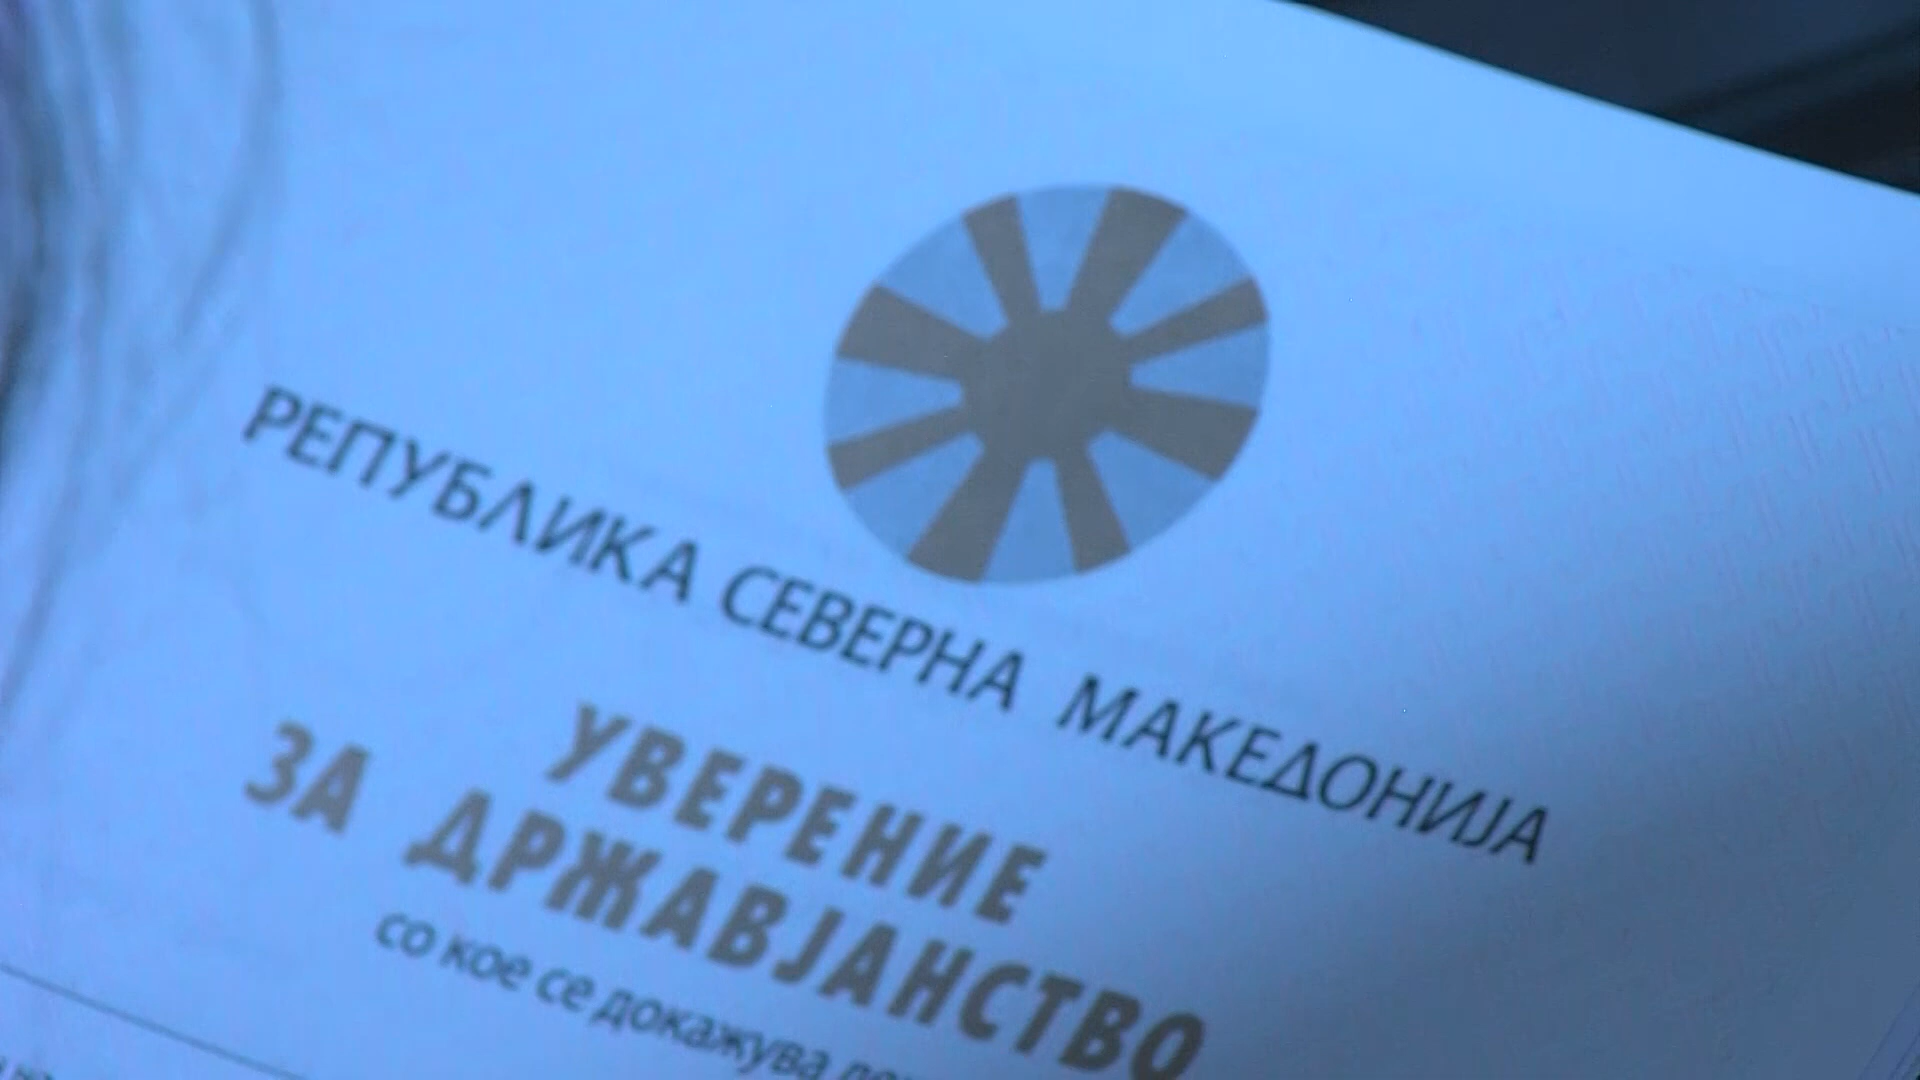 РЕПУБЛИКА СЕВЕРНА МАКЕДОНИЈА
УВЕРЕНИЕ
ЗА ДРЖАВЈАНСТВО
со кое се докажува